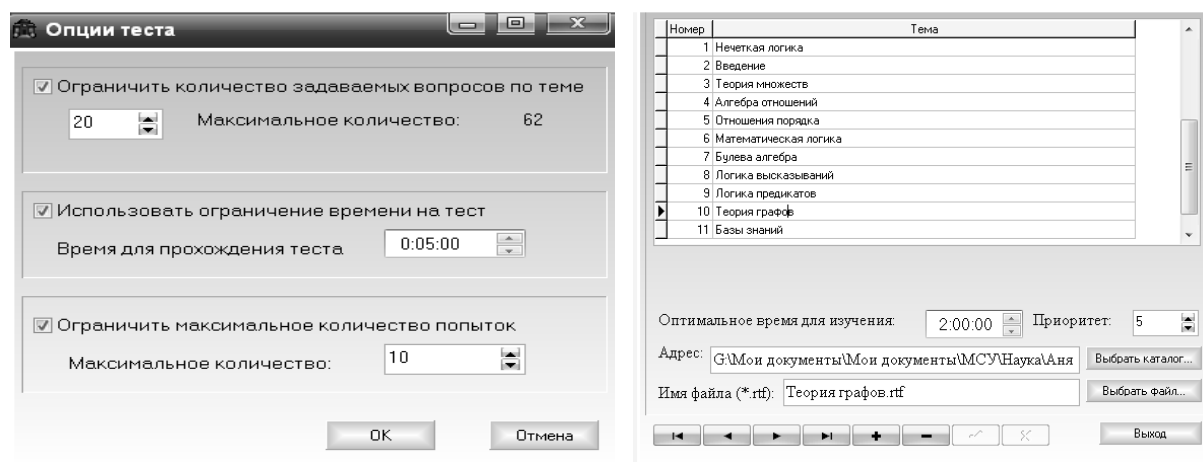 Опции теста
Ограничить количество задаваемых вопросов по теме
20 Максимальное количество: 62
Использовать ограничение времени на тест
Время для прохождения теста 0:05:00
Ограничить максимальное количество попыток
Максимальное количество: 10
OK Отмена
Номер Тема
1 Нечеткая логика
2 Введение
3 Теория множеств
4 Алгебра отношений
5 Отношения порядка
6 Математическая логика
7 Булева алгебра
8 Логика высказываний
9 Логика предикатов
10 Теория графов
11 Базы знаний
Оптимальное время для изучения: 2:00:00 Приоритет: 5
Адрес: G:\Мои документы\Мои документы\МСУ\Наука\Аня Выбрать каталог...
Имя файла (*.rtf): Теория графов.rtf Выбрать файл...
Выход